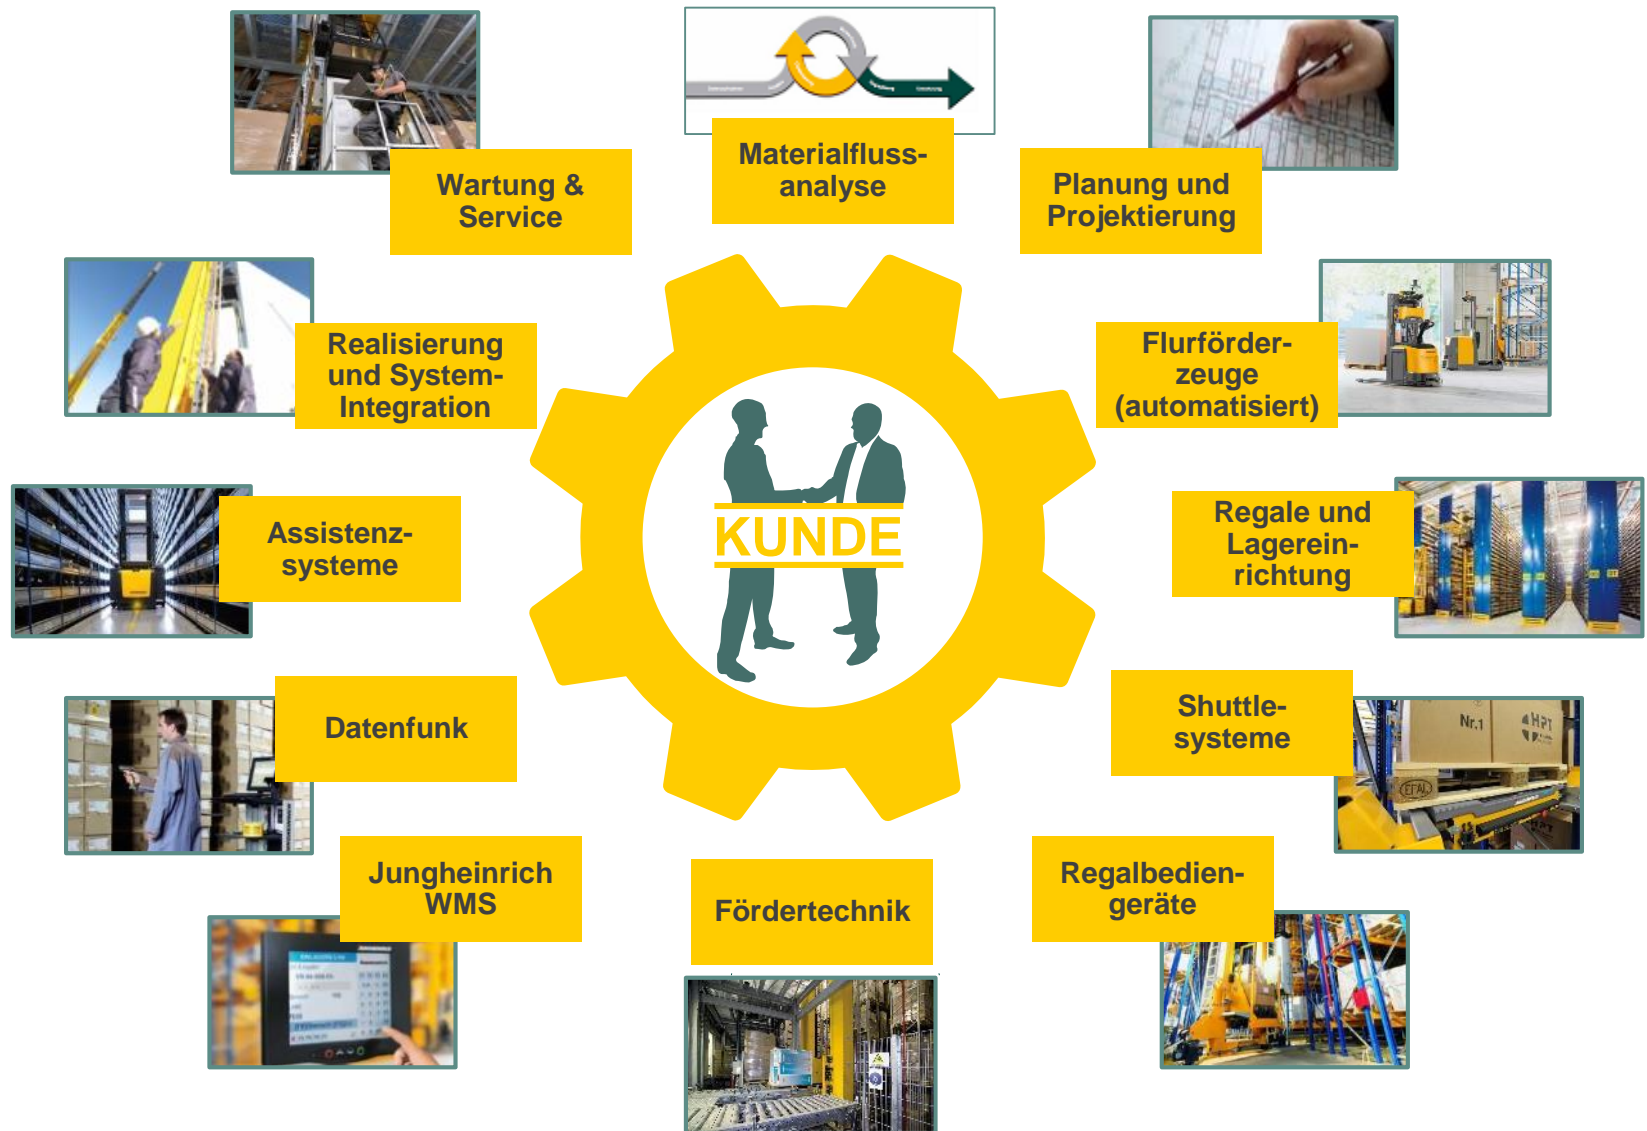 Materialfluss-
analyse
Planung und
Projektierung
Flurförder-
zeuge
(automatisiert)
Regale und
Lagerein-
richtung
Shuttle-
systeme
Nr.1
HPT
Regalbedien-
geräte
Fördertechnik
Jungheinrich
WMS
Datenfunk
Assistenz-
systeme
Realisierung
und System-
Integration
Wartung &
Service
KUNDE